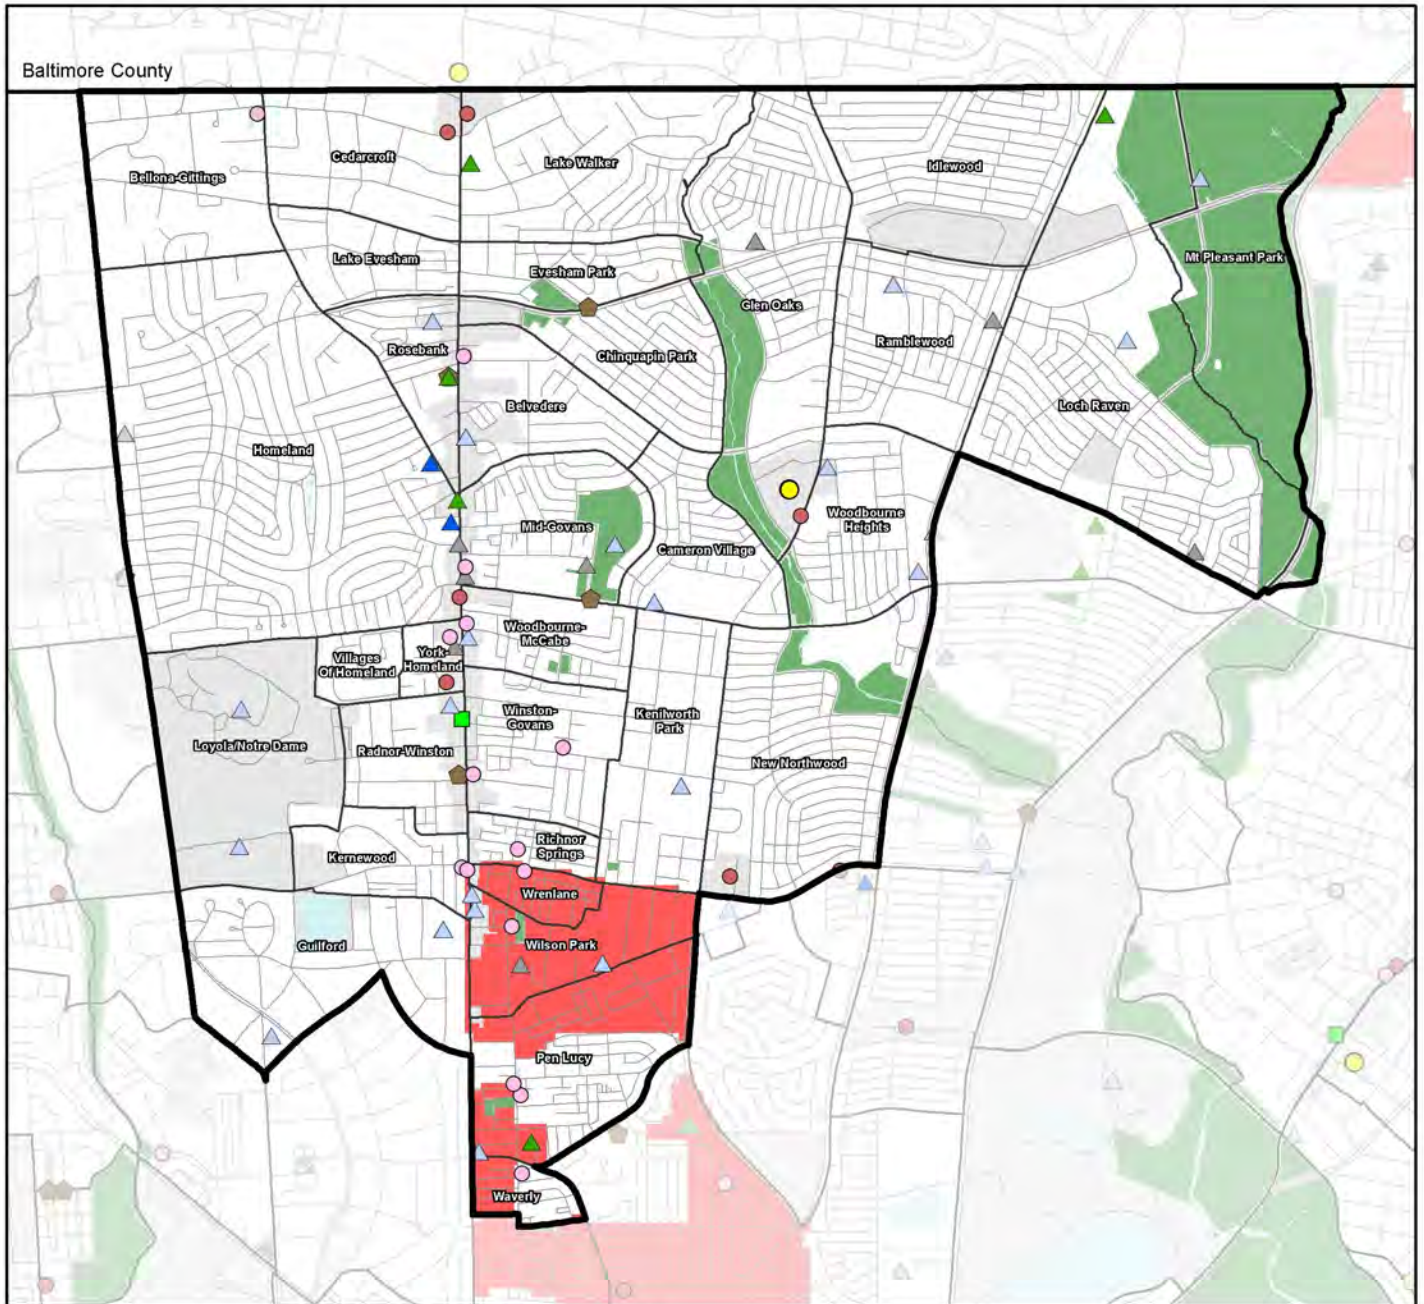 Baltimore County
Cedarcroft
Lake Walker
Idlewood
Bellona-Gittings
Lake Evesham
Evesham Park
Mt Pleasant Park
Glen Oaks
Ramblewood
Rosebank
Chinquapin Park
Belvedere
Loch Raven
Homeland
Mid-Govans
Woodbourne
Heights
Cameron Village
Woodbourne-
McCabe
Villages
Of Homeland
York-
Homeland
Winston-
Govans
Kenilworth
Park
Loyola/Notre Dame
Radnor-Winston
New Northwood
Richnor
Springs
Kernewood
Wrenlane
Guilford
Wilson Park
Pen Lucy
Waverly